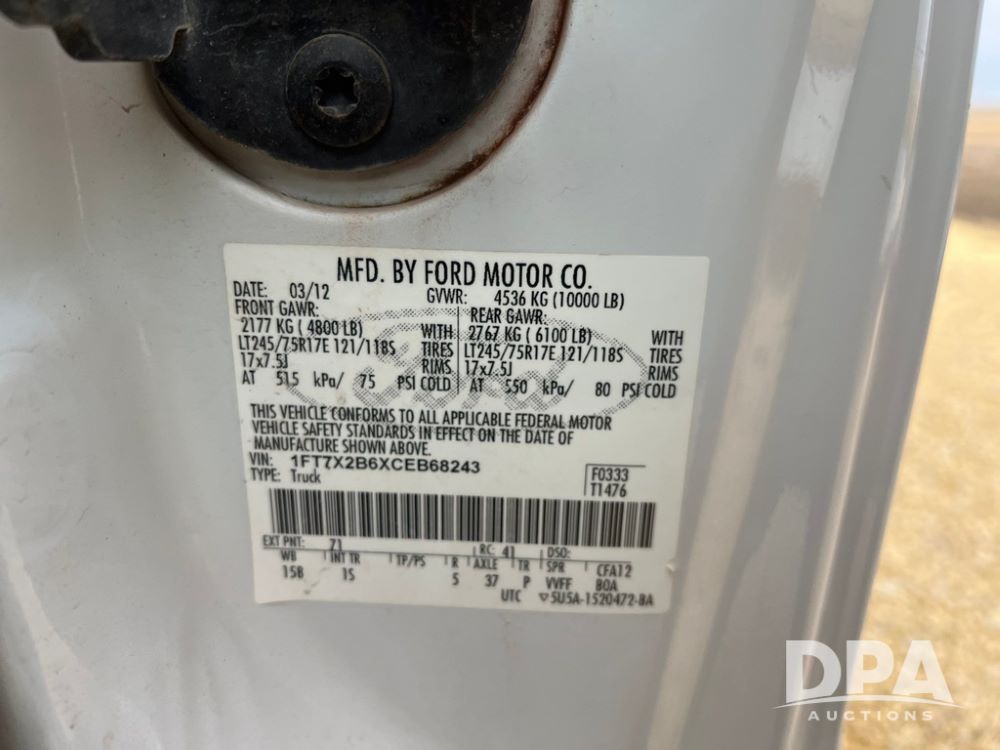 MFD. BY FORD MOTOR CO.
DATE: 03/12 GVWR: 4536 KG (10000 LB)
FRONT GAWR: REAR GAWR:
2177 KG ( 4800 LB) WITH 2767 KG ( 6100 LB) WITH
LT245/75R17E 121/118S TIRES LT245/75R17E 121/118S TIRES
17x7.5J RIMS 17x7.5J RIMS
AT 515 kPa/ 75 PSI COLD AT 550 kPa/ 80 PSI COLD
Ford
THIS VEHICLE CONFORMS TO ALL APPLICABLE FEDERAL MOTOR
VEHICLE SAFETY STANDARDS IN EFFECT ON THE DATE OF
MANUFACTURE SHOWN ABOVE.
VIN: 1FT7X2B6XCEB68243
TYPE: Truck
F0333
T1476
EXT PNT: 71 RC: 41 DSO:
WB INT TR TP/PS R AXLE TR SPR CFA12
158 1S 5 37 P VVFF 80A
UTC ▽5U5A-1520472-BA
DPA
AUCTIONS